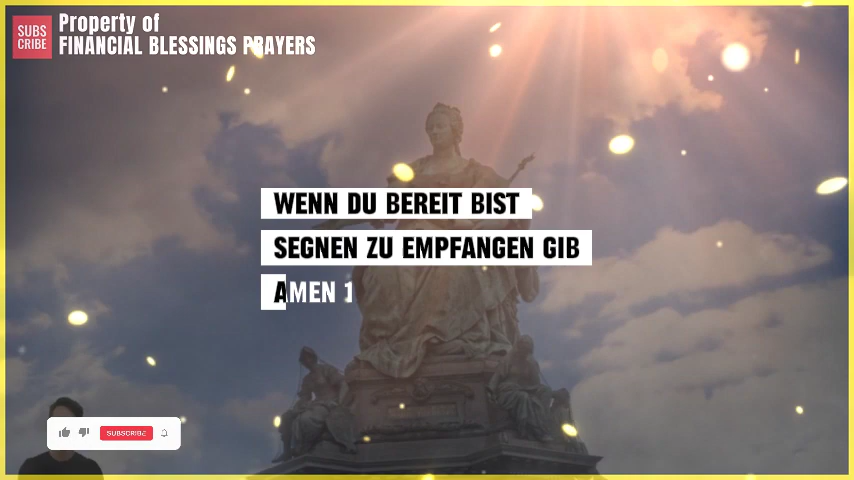 SUBS
CRIBE
Property of
FINANCIAL BLESSINGS PRAYERS
WENN DU BEREIT BIST
SEGNEN ZU EMPFANGEN GIB
AMEN 1
SUBSCRIBE